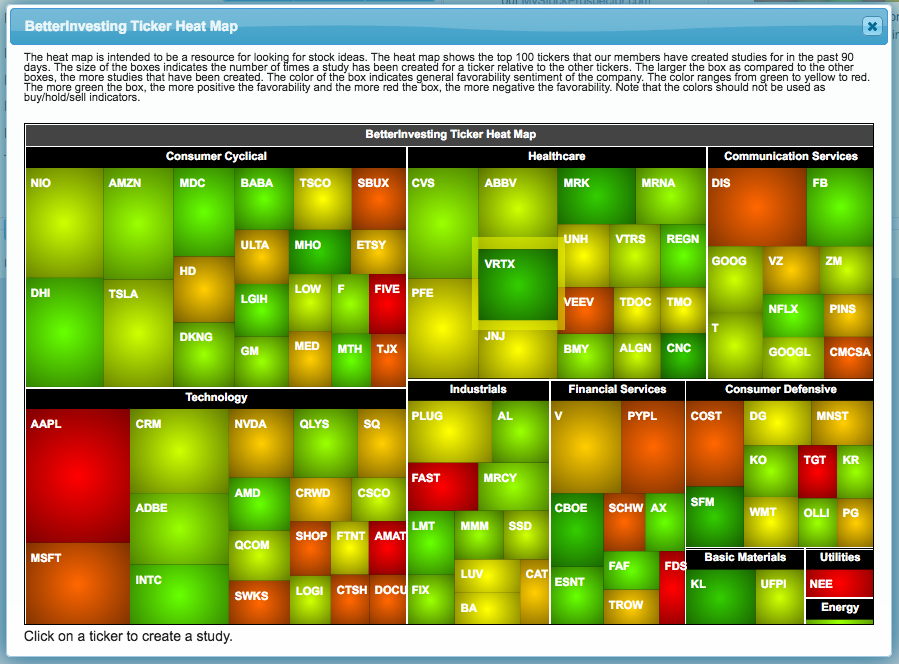 BetterInvesting Ticker Heat Map
The heat map is intended to be a resource for looking for stock ideas. The heat map shows the top 100 tickers that our members have created studies for in the past 90
days. The size of the boxes indicates the number of times a study has been created for a ticker relative to the other tickers. The larger the box as compared to the other
boxes, the more studies that have been created. The color of the box indicates general favorability sentiment of the company. The color ranges from green to yellow to red.
The more green the box, the more positive the favorability and the more red the box, the more negative the favorability. Note that the colors should not be used as
buy/hold/sell indicators.
BetterInvesting Ticker Heat Map
Consumer Cyclical
NIO
AMZN
MDC
BABA
TSCO
SBUX
ULTA
MHO
ETSY
HD
DHI
TSLA
LGIH
LOW
F
FIVE
DKNG
GM
MED
MTH
TJX
Healthcare
CVS
ABBV
MRK
MRNA
UNH
VTRS
REGN
VRTX
PFE
VEEV
TDOC
TMO
JNJ
BMY
ALGN
CNC
Communication Services
DIS
FB
GOOG
VZ
ZM
NFLX
PINS
T
GOOGL
CMCSA
Technology
AAPL
CRM
NVDA
QLYS
SQ
ADBE
AMD
CRWD
CSCO
MSFT
QCOM
SHOP
FTNT
AMAT
INTC
SWKS
LOGI
CTSH
DOCU
Industrials
PLUG
AL
FAST
MRCY
LMT
MMM
SSD
LUV
CAT
FIX
BA
Financial Services
V
PYPL
CBOE
SCHW
AX
FAF
FDS
ESNT
TROW
Consumer Defensive
COST
DG
MNST
KO
TGT
KR
SFM
WMT
OLLI
PG
Basic Materials
KL
UFPI
Utilities
NEE
Energy
Click on a ticker to create a study.